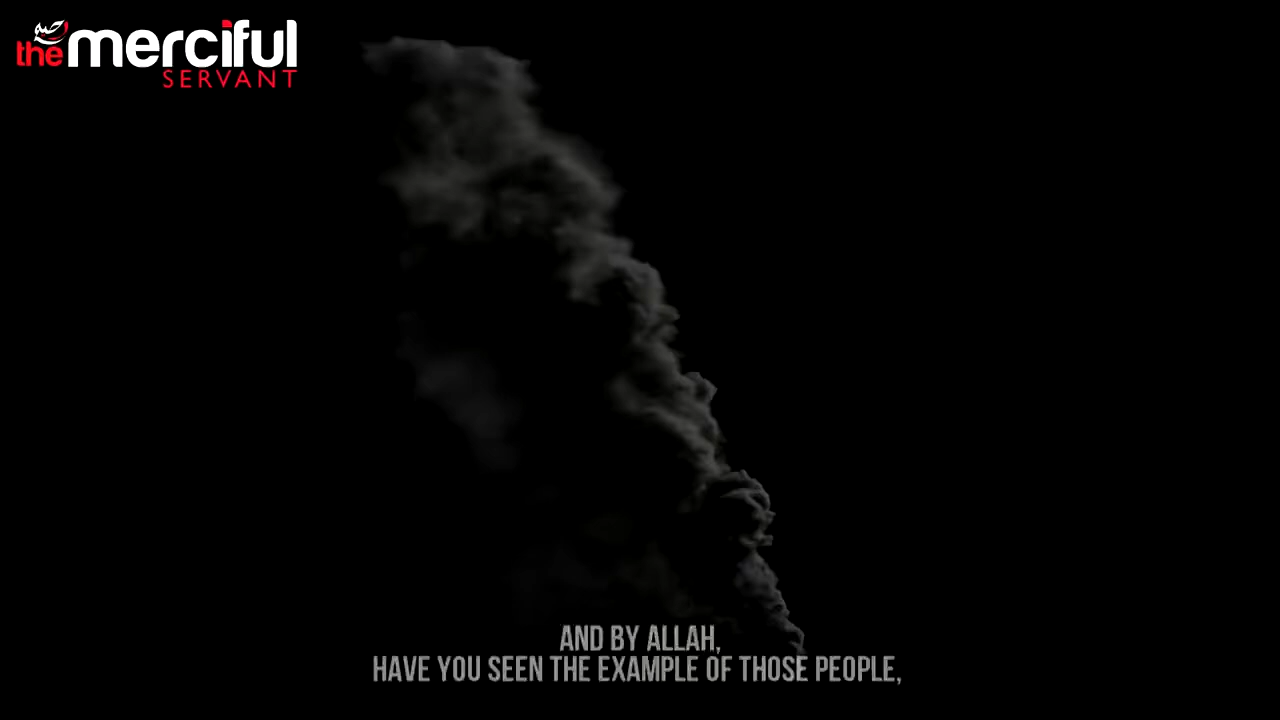 the merciful
SERVANT
AND BY ALLAH,
HAVE YOU SEEN THE EXAMPLE OF THOSE PEOPLE,